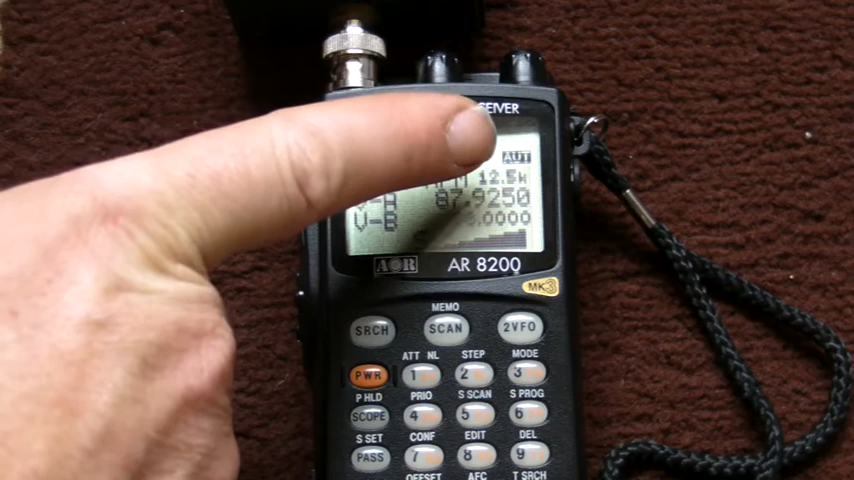 EIVER
AUT
FM 12.5k
V-B 87.9250
V-B .0000
AOR AR 8200
MK3
MEMO
SRCH SCAN 2VFO
ATT NL STEP MODE
PWR 1 2 3
P HLD PRIO S SCAN S PROG
SCOPE 4 5 6
S SET CONF EDIT DEL
PASS 7 8 9
OFFSET AFC T SRCH